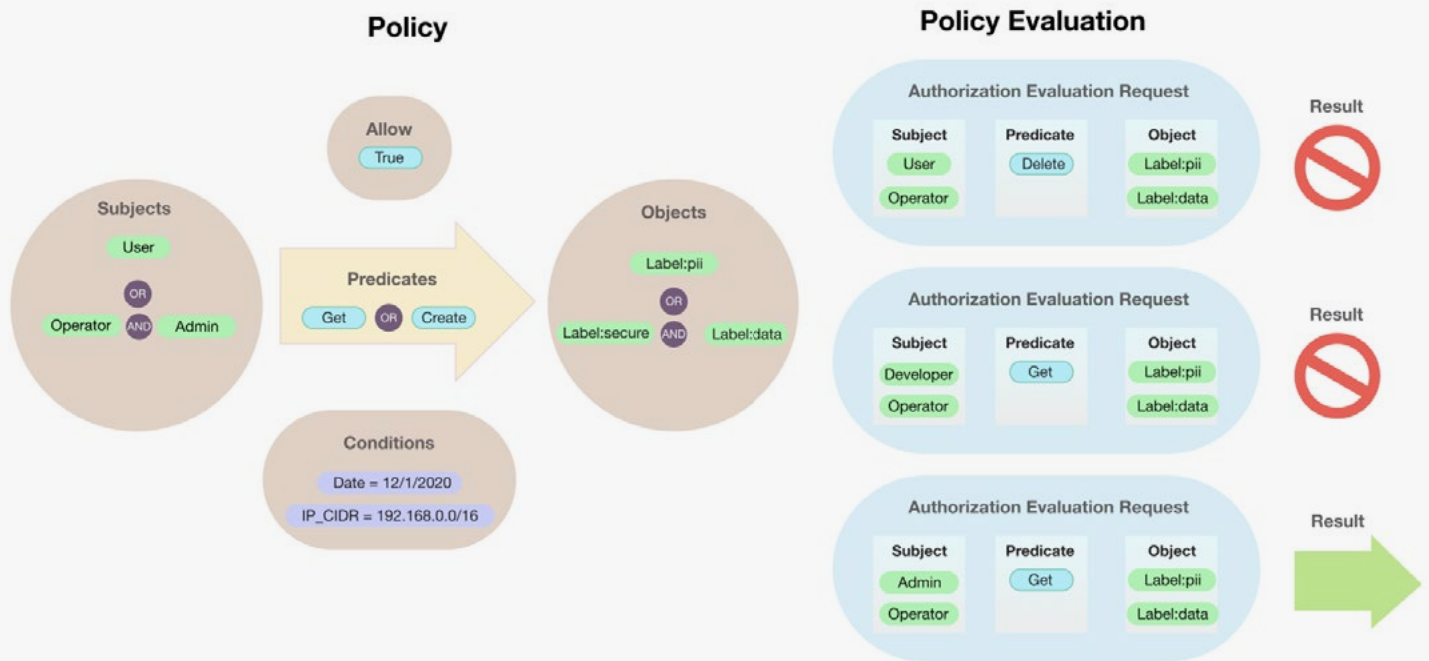 Policy
Allow
True
Subjects
User
OR
Operator AND Admin
Predicates
Get OR Create
Objects
Label:pii
OR
Label:secure AND Label:data
Conditions
Date = 12/1/2020
IP_CIDR = 192.168.0.0/16
Policy Evaluation
Authorization Evaluation Request
Subject Predicate Object
User Delete Label:pii
Operator Label:data
Result
Authorization Evaluation Request
Subject Predicate Object
Developer Get Label:pii
Operator Label:data
Result
Authorization Evaluation Request
Subject Predicate Object
Admin Get Label:pii
Operator Label:data
Result